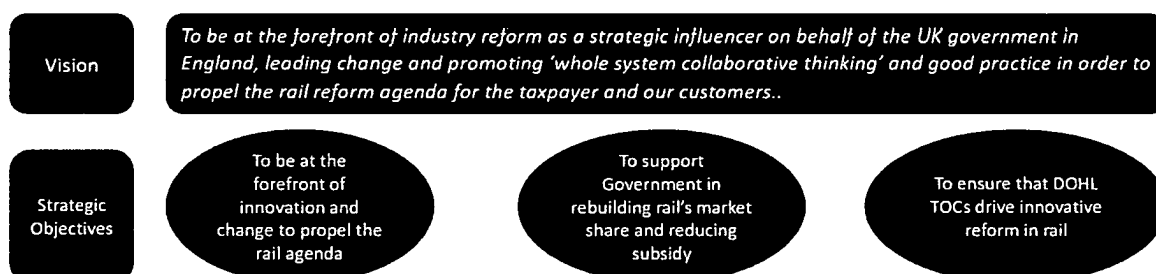 Vision
To be at the forefront of industry reform as a strategic influencer on behalf of the UK government in
England, leading change and promoting ‘whole system collaborative thinking’ and good practice in order to
propel the rail reform agenda for the taxpayer and our customers..
Strategic
Objectives
To be at the
forefront of
innovation and
change to propel the
rail agenda
To support
Government in
rebuilding rail's market
share and reducing
subsidy
To ensure that DOHL
TOCs drive innovative
reform in rail